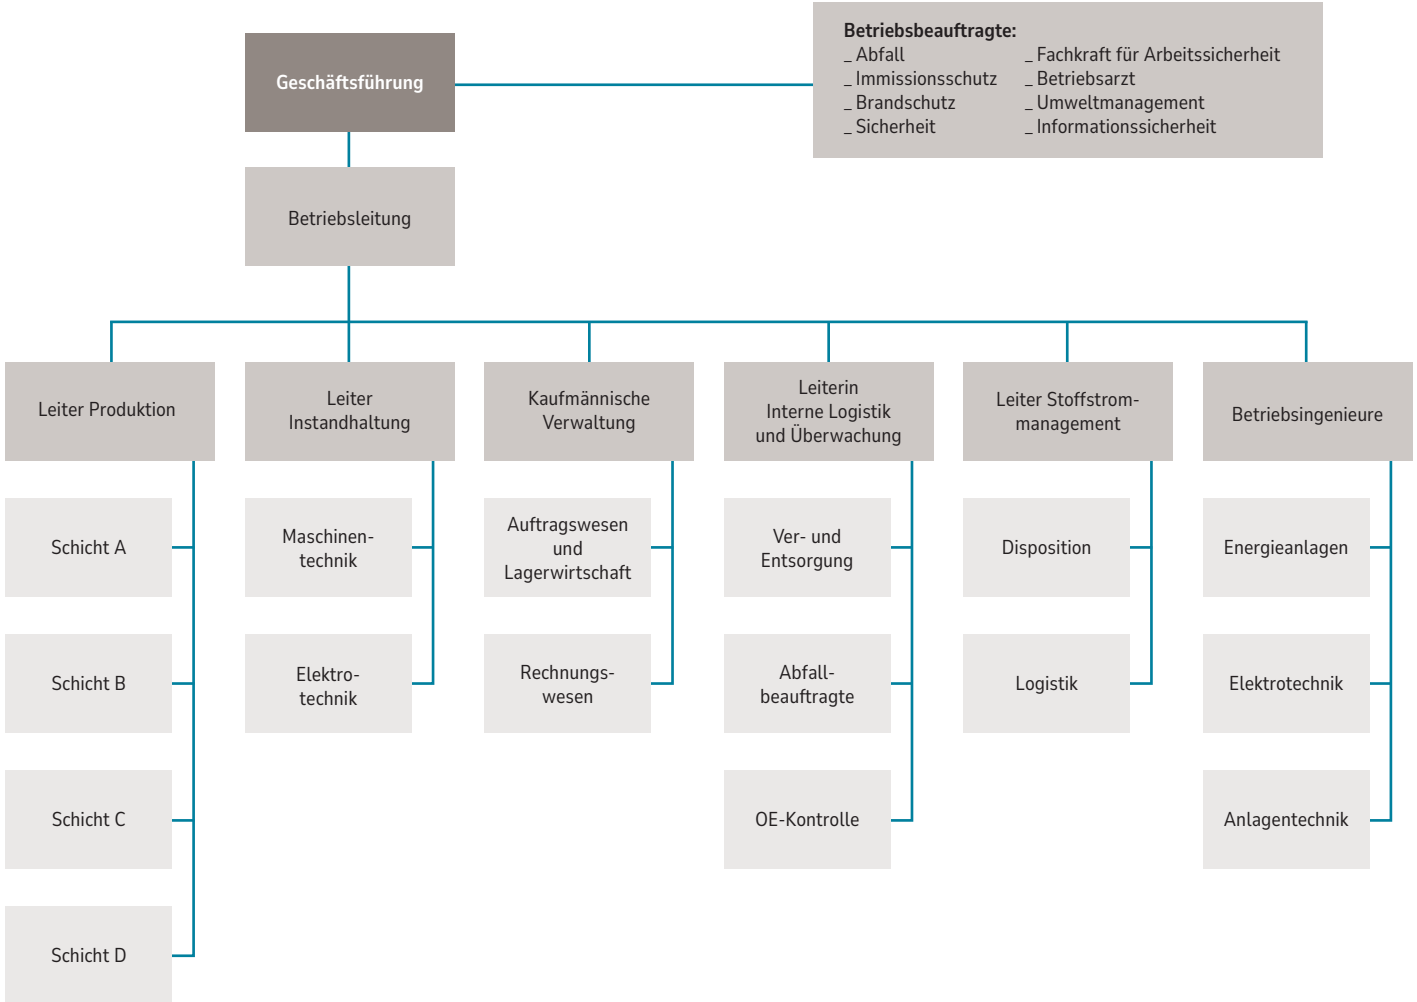 Geschäftsführung
Betriebsbeauftragte:
_ Abfall
_ Immissionsschutz
_ Brandschutz
_ Sicherheit
_ Fachkraft für Arbeitssicherheit
_ Betriebsarzt
_ Umweltmanagement
_ Informationssicherheit
Betriebsleitung
Leiter Produktion
Schicht A
Schicht B
Schicht C
Schicht D
Leiter
Instandhaltung
Maschinen-
technik
Elektro-
technik
Kaufmännische
Verwaltung
Auftragswesen
und
Lagerwirtschaft
Rechnungs-
wesen
Leiterin
Interne Logistik
und Überwachung
Ver- und
Entsorgung
Abfall-
beauftragte
OE-Kontrolle
Leiter Stoffstrom-
management
Disposition
Logistik
Betriebsingenieure
Energieanlagen
Elektrotechnik
Anlagentechnik